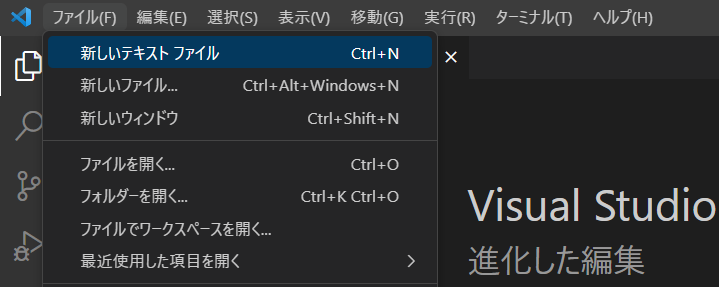 ファイル(F) 編集(E) 選択(S) 表示(V) 移動(G) 実行(R) ターミナル(T) ヘルプ(H)
新しいテキスト ファイル Ctrl+N
新しいファイル... Ctrl+Alt+Windows+N
新しいウィンドウ Ctrl+Shift+N
ファイルを開く... Ctrl+O
フォルダーを開く... Ctrl+K Ctrl+O
ファイルでワークスペースを開く...
最近使用した項目を開く
Visual Studio
進化した編集